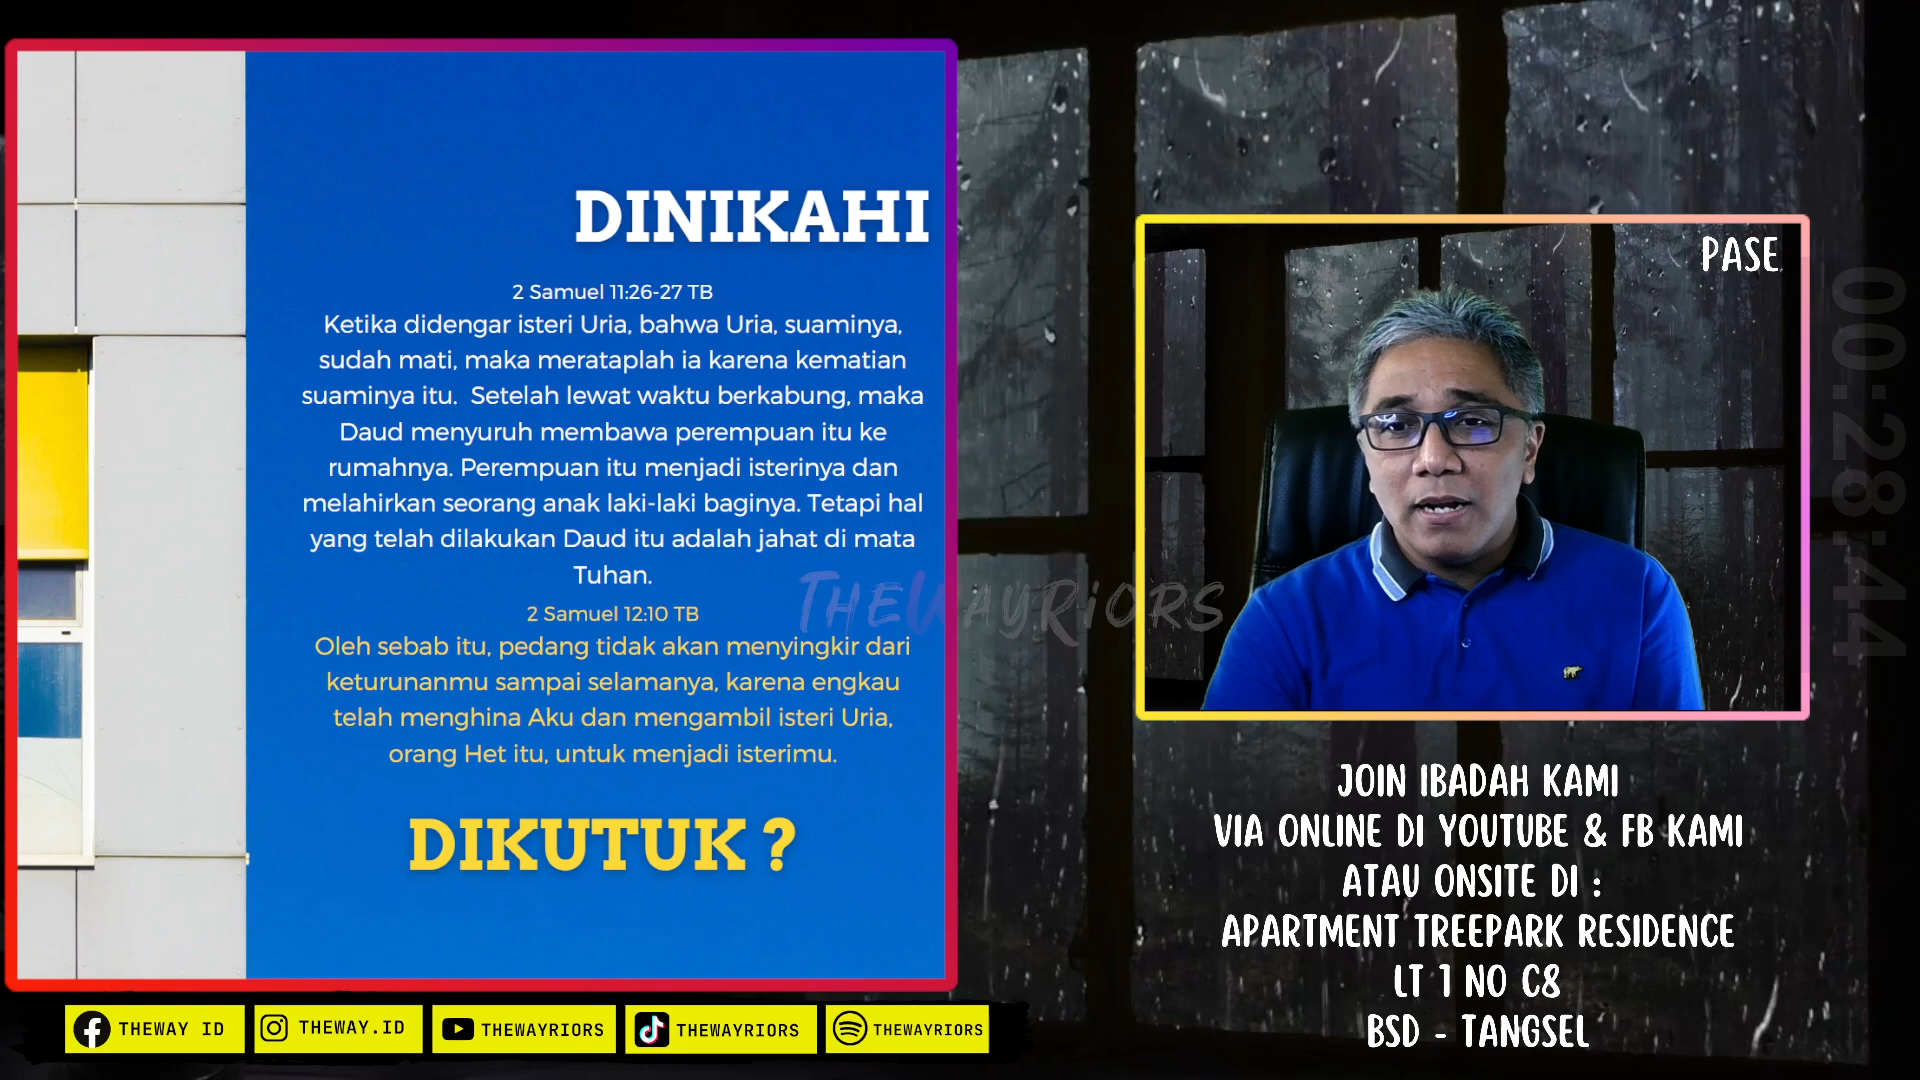 DINIKAHI
2 Samuel 11:26-27 TB
Ketika didengar isteri Uria, bahwa Uria, suaminya,
sudah mati, maka merataplah ia karena kematian
suaminya itu.  Setelah lewat waktu berkabung, maka
Daud menyuruh membawa perempuan itu ke
rumahnya. Perempuan itu menjadi isterinya dan
melahirkan seorang anak laki-laki baginya. Tetapi hal
yang telah dilakukan Daud itu adalah jahat di mata
Tuhan.
2 Samuel 12:10 TB
Oleh sebab itu, pedang tidak akan menyingkir dari
keturunanmu sampai selamanya, karena engkau
telah menghina Aku dan mengambil isteri Uria,
orang Het itu, untuk menjadi isterimu.
DIKUTUK ?
THEWAYRIORS
PASE
00:28:44
JOIN IBADAH KAMI
VIA ONLINE DI YOUTUBE & FB KAMI
ATAU ONSITE DI :
APARTMENT TREEPARK RESIDENCE
LT 1 NO C8
BSD - TANGSEL
THEWAY ID
THEWAY.ID
THEWAYRIORS
THEWAYRIORS
THEWAYRIORS